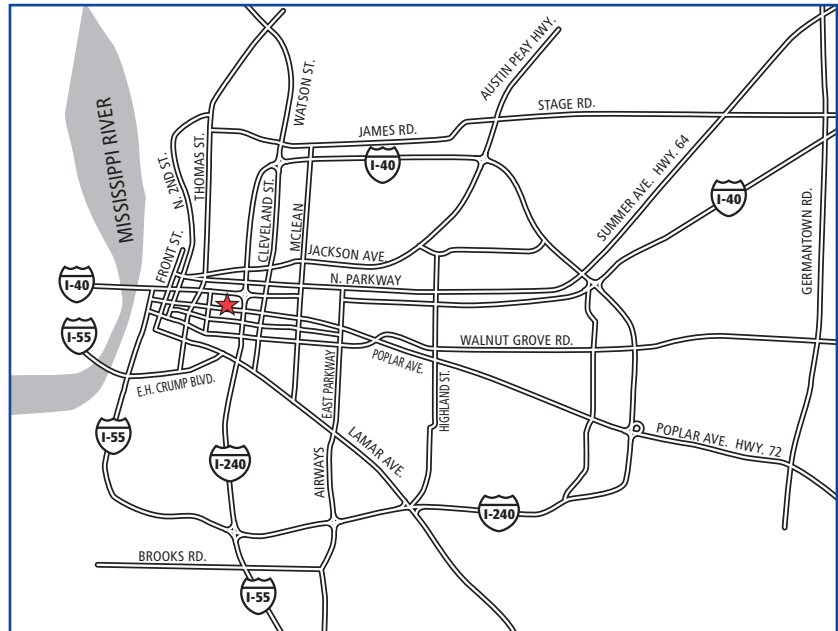 AUSTIN PEAY HWY.
WATSON ST.
STAGE RD.
MISSISSIPPI RIVER
JAMES RD.
N. 2ND ST.
THOMAS ST.
I-40
SUMMER AVE. HWY. 64
I-40
CLEVELAND ST.
MCLEAN
GERMANTOWN RD.
FRONT ST.
JACKSON AVE.
I-40
N. PARKWAY
I-55
WALNUT GROVE RD.
POPLAR AVE.
E.H. CRUMP BLVD.
EAST PARKWAY
HIGHLAND ST.
I-55
LAMAR AVE.
POPLAR AVE. HWY. 72
I-240
AIRWAYS
I-240
BROOKS RD.
I-55